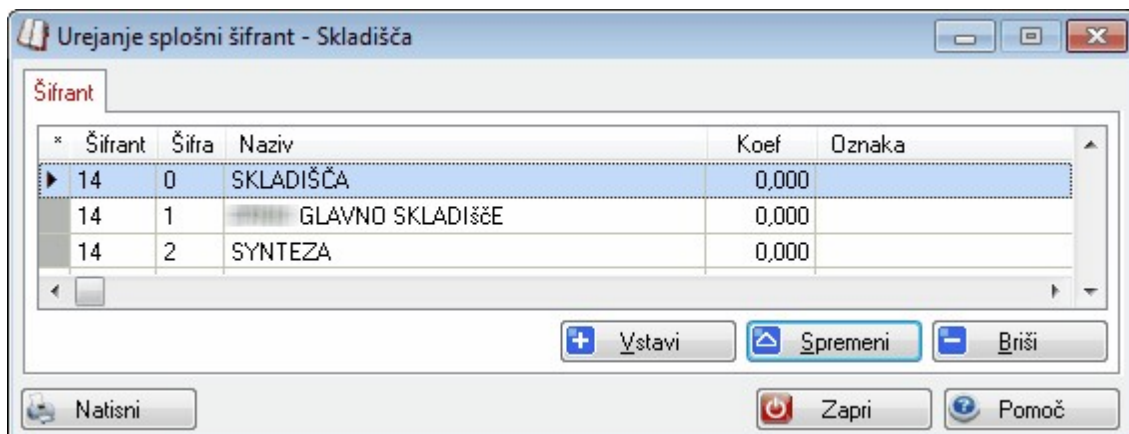 Urejanje splošni šifrant - Skladišča
Šifrant
* Šifrant Šifra Naziv Koef Oznaka
14 0 SKLADIŠČA 0,000
14 1 GLAVNO SKLADIščE 0,000
14 2 SYNTEZA 0,000
Vstavi Spremeni Briši
Natisni Zapri Pomoč